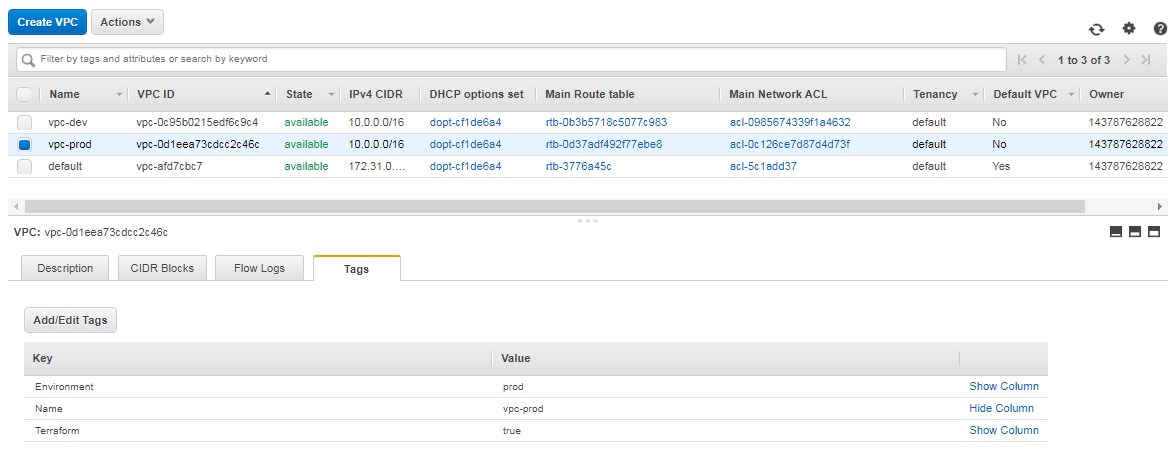 Create VPC Actions
Filter by tags and attributes or search by keyword 1 to 3 of 3
Name VPC ID State IPv4 CIDR DHCP options set Main Route table Main Network ACL Tenancy Default VPC Owner
vpc-dev vpc-0c95b0215edf6c9c4 available 10.0.0.0/16 dopt-cf1de6a4 rtb-0b3b5718c5077c983 acl-0985674339f1a4632 default No 143787628822
vpc-prod vpc-0d1eea73cdcc2c46c available 10.0.0.0/16 dopt-cf1de6a4 rtb-0d37adf492f77ebe8 acl-0c126ce7d87d4d73f default No 143787628822
default vpc-afd7cbc7 available 172.31.0.... dopt-cf1de6a4 rtb-3776a45c acl-5c1add37 default Yes 143787628822
VPC: vpc-0d1eea73cdcc2c46c
Description CIDR Blocks Flow Logs Tags
Add/Edit Tags
Key Value
Environment prod Show Column
Name vpc-prod Hide Column
Terraform true Show Column